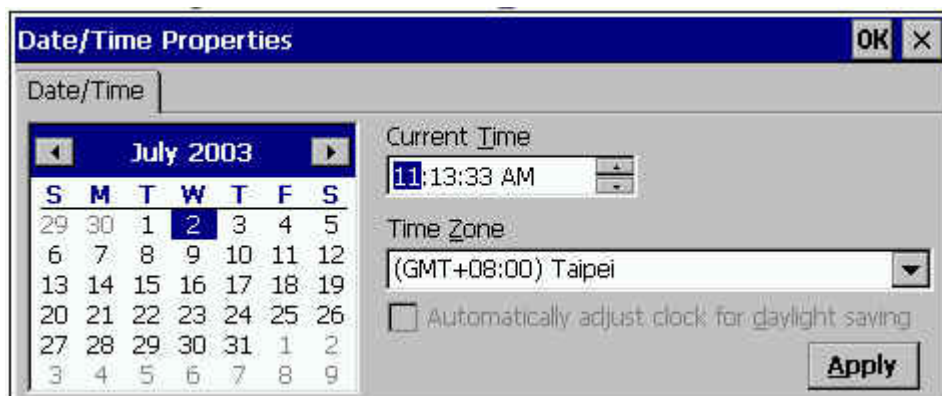 Date/Time Properties OK ×
Date/Time
July 2003
S M T W T F S
29 30 1 2 3 4 5
6 7 8 9 10 11 12
13 14 15 16 17 18 19
20 21 22 23 24 25 26
27 28 29 30 31 1 2
3 4 5 6 7 8 9
Current Time
11:13:33 AM
Time Zone
(GMT+08:00) Taipei
Automatically adjust clock for daylight saving
Apply